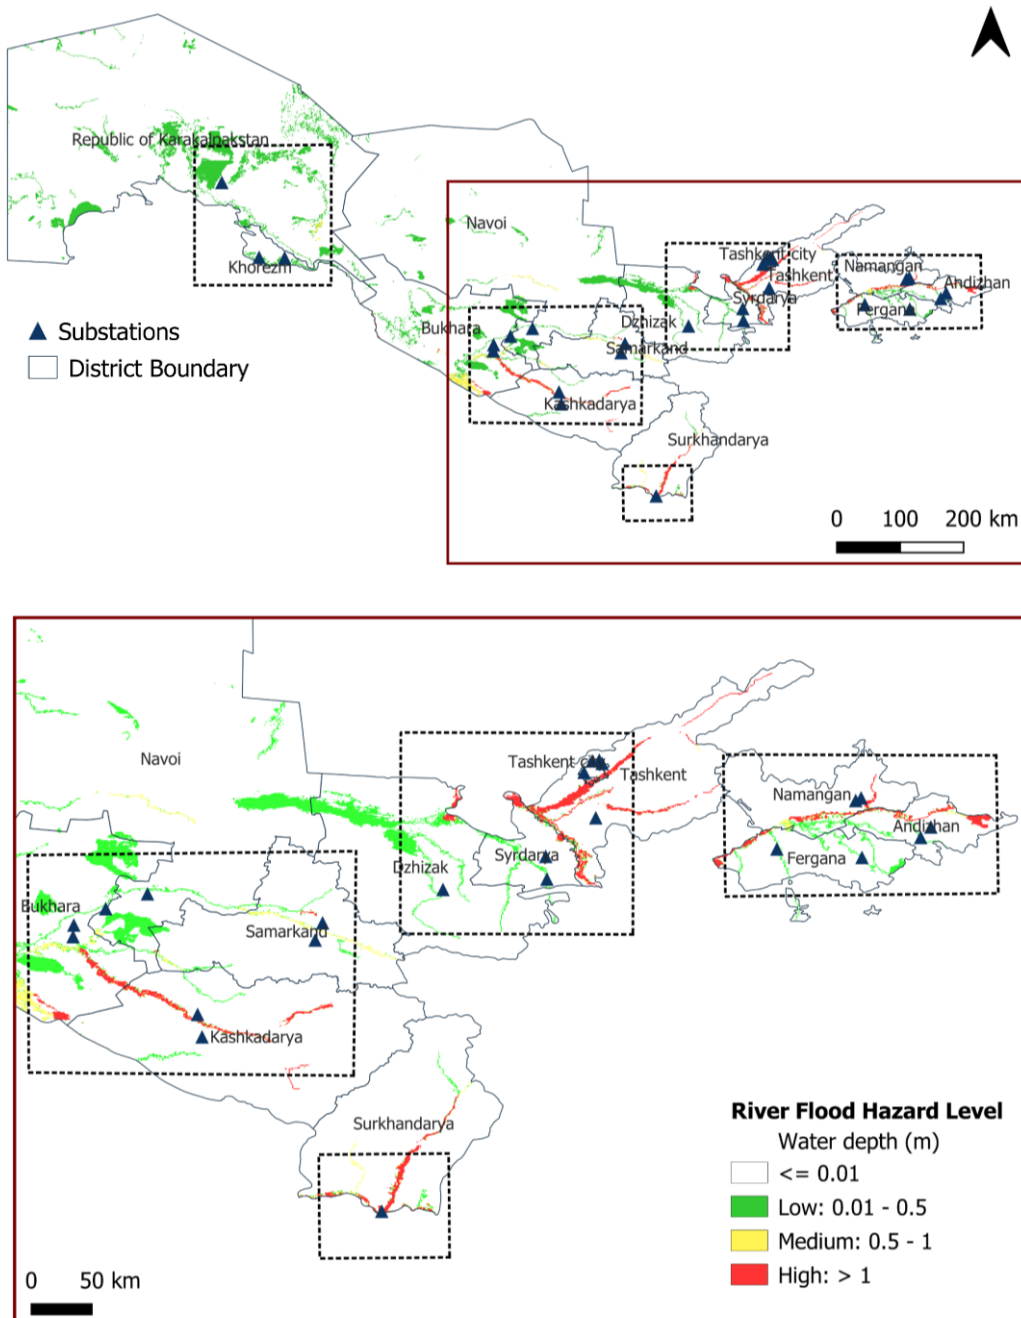 Republic of Karakalpakstan
Navoi
Khorezm
Tashkent city
Tashkent
Namangan
Andizhan
Syrdarya
Fergana
Dzhizak
Bukhara
Samarkand
Kashkadarya
Surkhandarya
Substations
District Boundary
0 100 200 km
Navoi
Tashkent city
Tashkent
Namangan
Andizhan
Syrdarya
Fergana
Dzhizak
Bukhara
Samarkand
Kashkadarya
Surkhandarya
River Flood Hazard Level
Water depth (m)
<= 0.01
Low: 0.01 - 0.5
Medium: 0.5 - 1
High: > 1
0 50 km